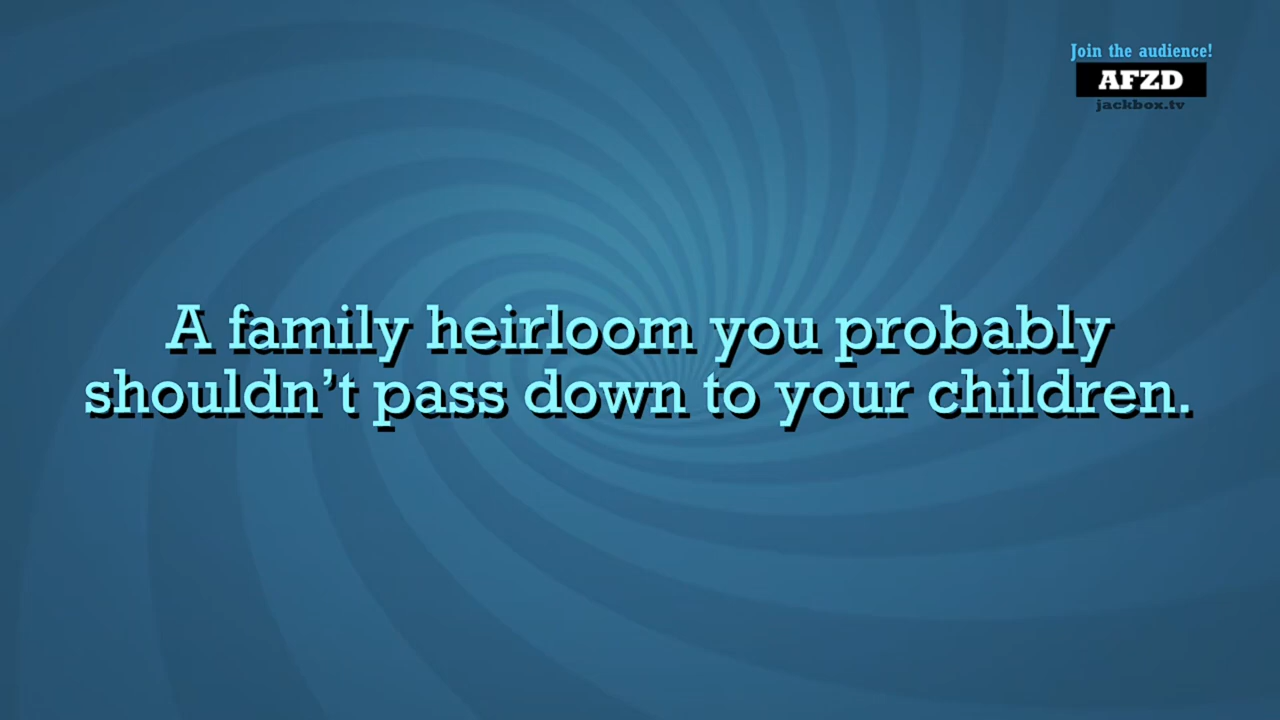 Join the audience!
AFZD
jackbox.tv
A family heirloom you probably
shouldn't pass down to your children.